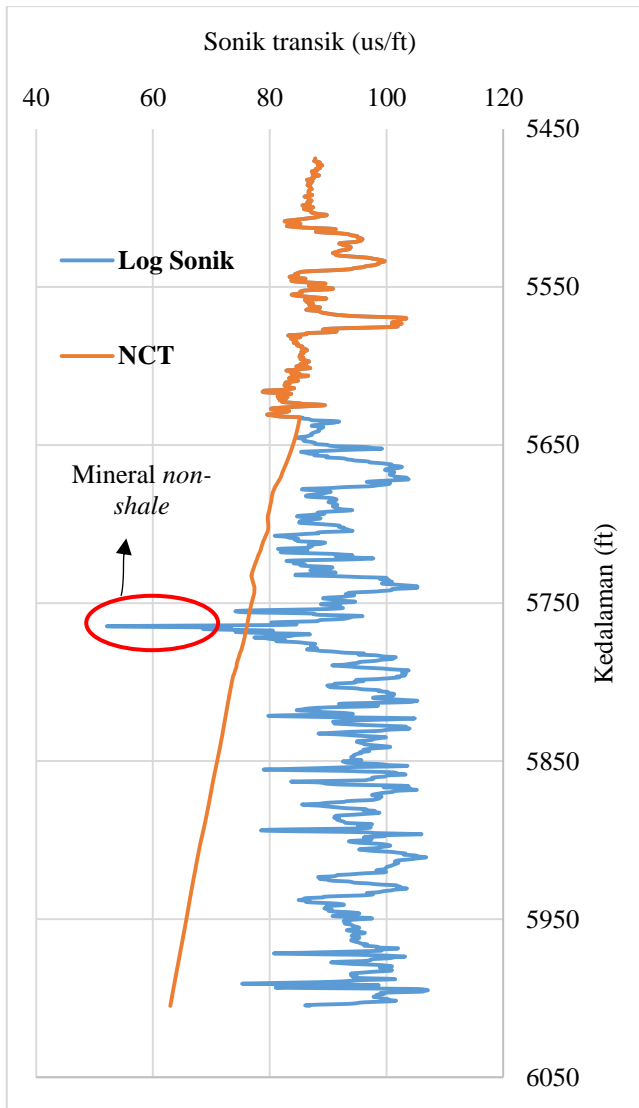 Sonik transik (us/ft)
40 60 80 100 120
5450
5550
Log Sonik
NCT
5650
Mineral non-
shale
5750
Kedalaman (ft)
5850
5950
6050